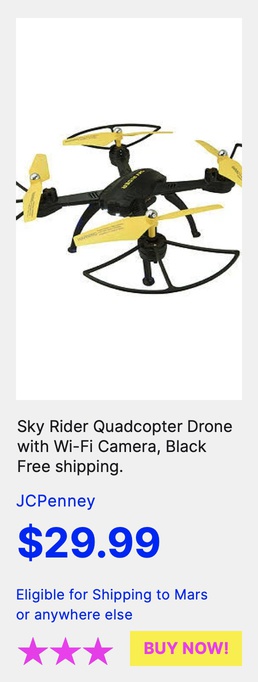 SKY RIDER
Sky Rider Quadcopter Drone
with Wi-Fi Camera, Black
Free shipping.
JCPenney
$29.99
Eligible for Shipping to Mars
or anywhere else
BUY NOW!